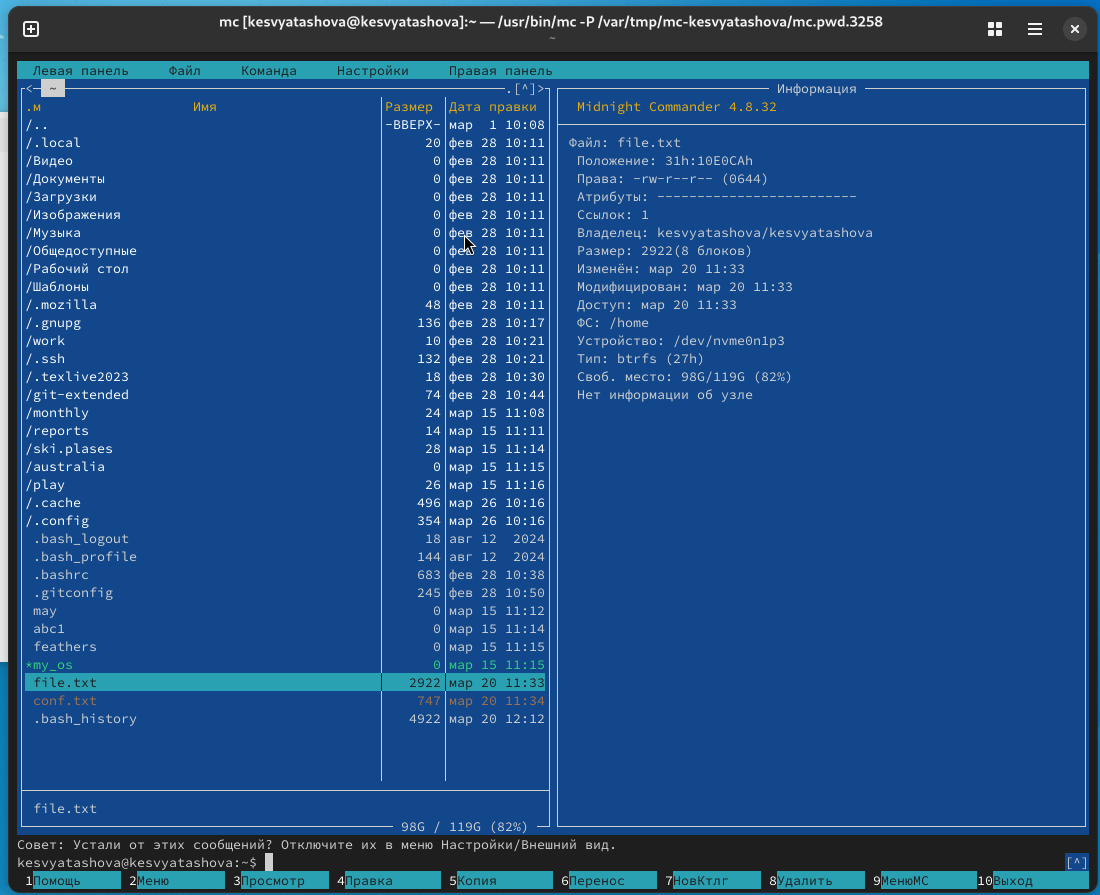 mc [kesvyatashova@kesvyatashova]:~ — /usr/bin/mc -P /var/tmp/mc-kesvyatashova/mc.pwd.3258
~
Левая панель Файл Команда Настройки Правая панель
<─ ~ .[^]>
.м Имя Размер Дата правки
/.. -ВВЕРХ- мар 1 10:08
/.local 20 фев 28 10:11
/Видео 0 фев 28 10:11
/Документы 0 фев 28 10:11
/Загрузки 0 фев 28 10:11
/Изображения 0 фев 28 10:11
/Музыка 0 фев 28 10:11
/Общедоступные 0 фев 28 10:11
/Рабочий стол 0 фев 28 10:11
/Шаблоны 0 фев 28 10:11
/.mozilla 48 фев 28 10:11
/.gnupg 136 фев 28 10:17
/work 10 фев 28 10:21
/.ssh 132 фев 28 10:21
/.texlive2023 18 фев 28 10:30
/git-extended 74 фев 28 10:44
/monthly 24 мар 15 11:08
/reports 14 мар 15 11:11
/ski.plases 28 мар 15 11:14
/australia 0 мар 15 11:15
/play 26 мар 15 11:16
/.cache 496 мар 26 10:16
/.config 354 мар 26 10:16
.bash_logout 18 авг 12 2024
.bash_profile 144 авг 12 2024
.bashrc 683 фев 28 10:38
.gitconfig 245 фев 28 10:50
may 0 мар 15 11:12
abc1 0 мар 15 11:14
feathers 0 мар 15 11:15
*my_os 0 мар 15 11:15
file.txt 2922 мар 20 11:33
conf.txt 747 мар 20 11:34
.bash_history 4922 мар 20 12:12
file.txt
98G / 119G (82%)
Информация
Midnight Commander 4.8.32
Файл: file.txt
Положение: 31h:10E0CAh
Права: -rw-r--r-- (0644)
Атрибуты: -------------------------
Ссылок: 1
Владелец: kesvyatashova/kesvyatashova
Размер: 2922(8 блоков)
Изменён: мар 20 11:33
Модифицирован: мар 20 11:33
Доступ: мар 20 11:33
ФС: /home
Устройство: /dev/nvme0n1p3
Тип: btrfs (27h)
Своб. место: 98G/119G (82%)
Нет информации об узле
Совет: Устали от этих сообщений? Отключите их в меню Настройки/Внешний вид.
kesvyatashova@kesvyatashova:~$ [^]
1Помощь 2Меню 3Просмотр 4Правка 5Копия 6Перенос 7НовКтлг 8Удалить 9МенюMC 10Выход